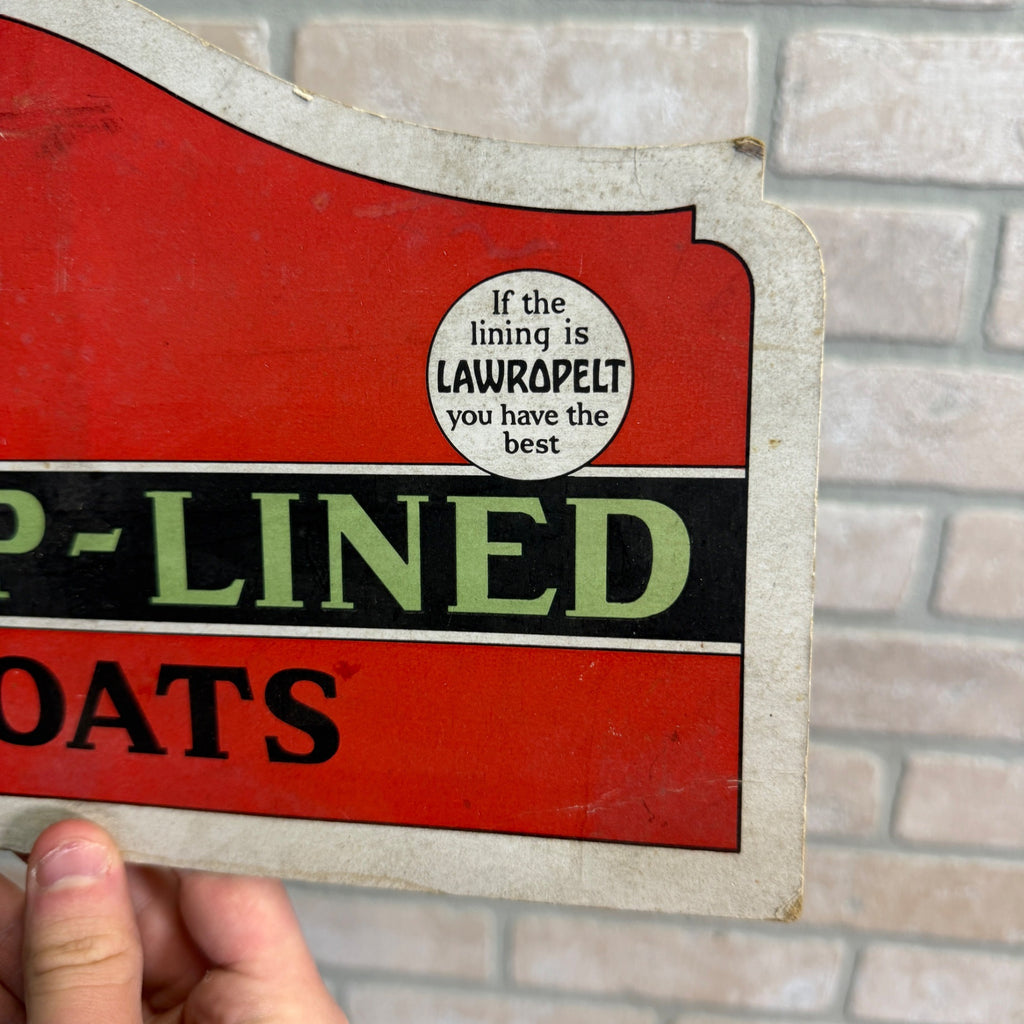 If the
lining is
LAWROPELT
you have the
best
P-LINED
OATS